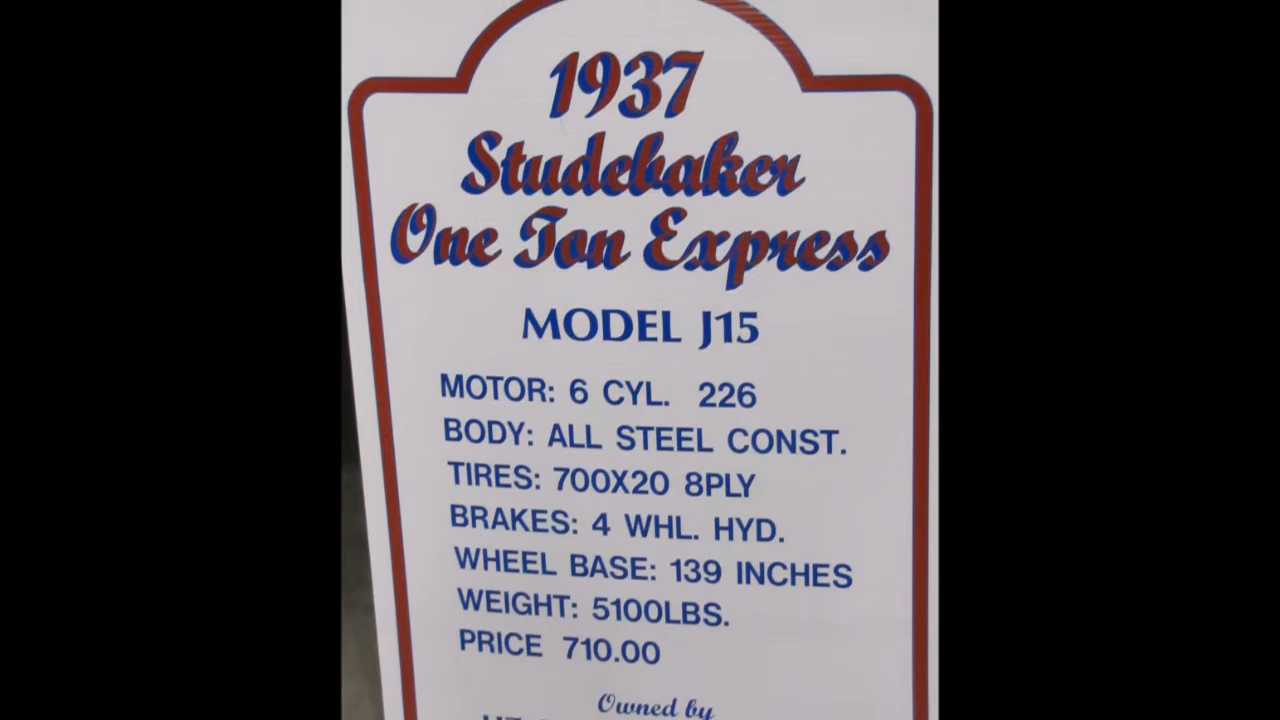 1937
Studebaker
One Ton Express
MODEL J15
MOTOR: 6 CYL. 226
BODY: ALL STEEL CONST.
TIRES: 700X20 8PLY
BRAKES: 4 WHL. HYD.
WHEEL BASE: 139 INCHES
WEIGHT: 5100LBS.
PRICE 710.00
Owned by